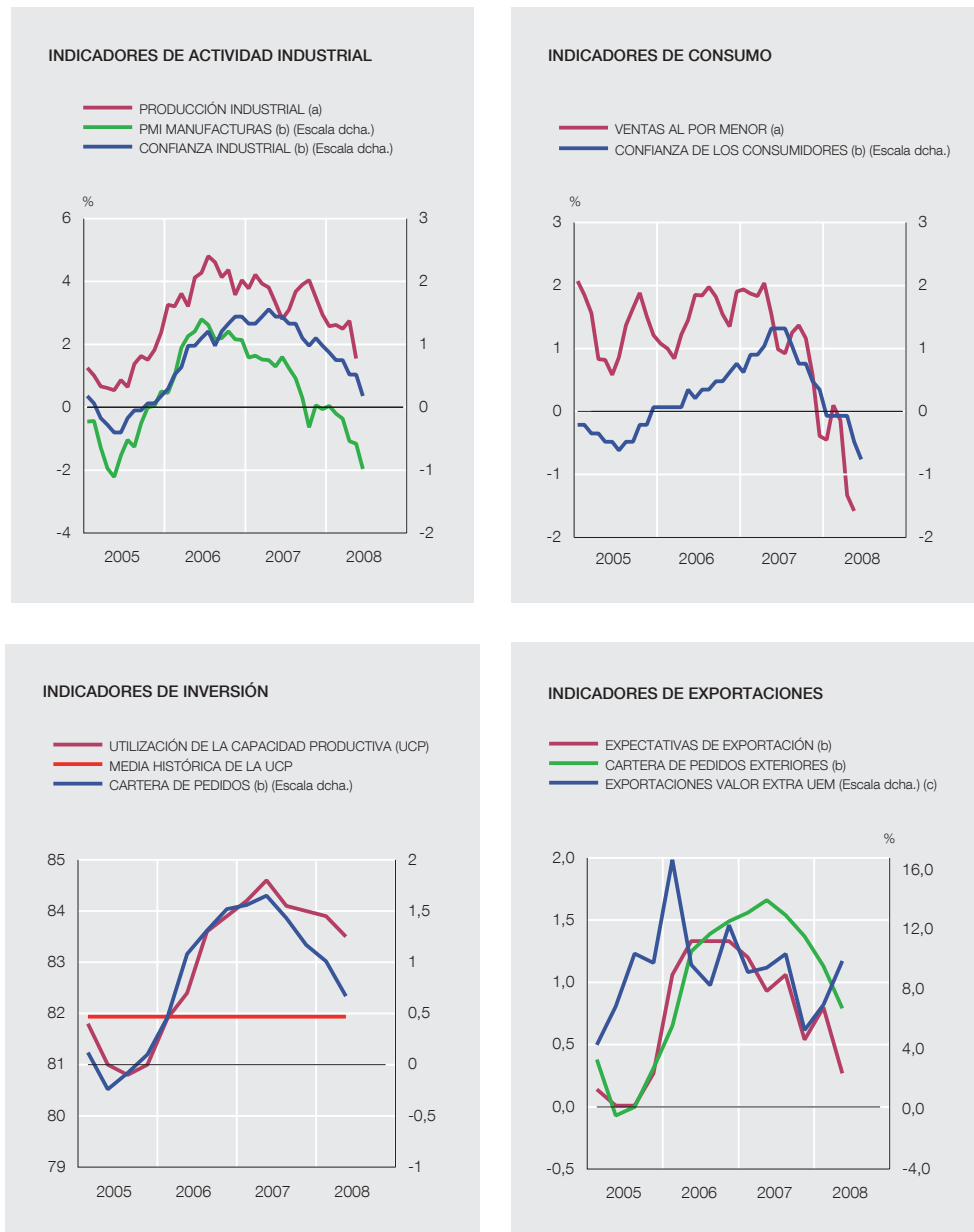 INDICADORES DE ACTIVIDAD INDUSTRIAL
PRODUCCIÓN INDUSTRIAL (a)
PMI MANUFACTURAS (b) (Escala dcha.)
CONFIANZA INDUSTRIAL (b) (Escala dcha.)
%
6 3
4 2
2 1
0 0
-2 -1
-4 -2
2005 2006 2007 2008
INDICADORES DE CONSUMO
VENTAS AL POR MENOR (a)
CONFIANZA DE LOS CONSUMIDORES (b) (Escala dcha.)
%
3 3
2 2
1 1
0 0
-1 -1
-2 -2
2005 2006 2007 2008
INDICADORES DE INVERSIÓN
UTILIZACIÓN DE LA CAPACIDAD PRODUCTIVA (UCP)
MEDIA HISTÓRICA DE LA UCP
CARTERA DE PEDIDOS (b) (Escala dcha.)
85 2
84 1,5
83 1
82 0,5
81 0
80 -0,5
79 -1
2005 2006 2007 2008
INDICADORES DE EXPORTACIONES
EXPECTATIVAS DE EXPORTACIÓN (b)
CARTERA DE PEDIDOS EXTERIORES (b)
EXPORTACIONES VALOR EXTRA UEM (Escala dcha.) (c)
%
2,0 16,0
1,5 12,0
1,0 8,0
0,5 4,0
0,0 0,0
-0,5 -4,0
2005 2006 2007 2008